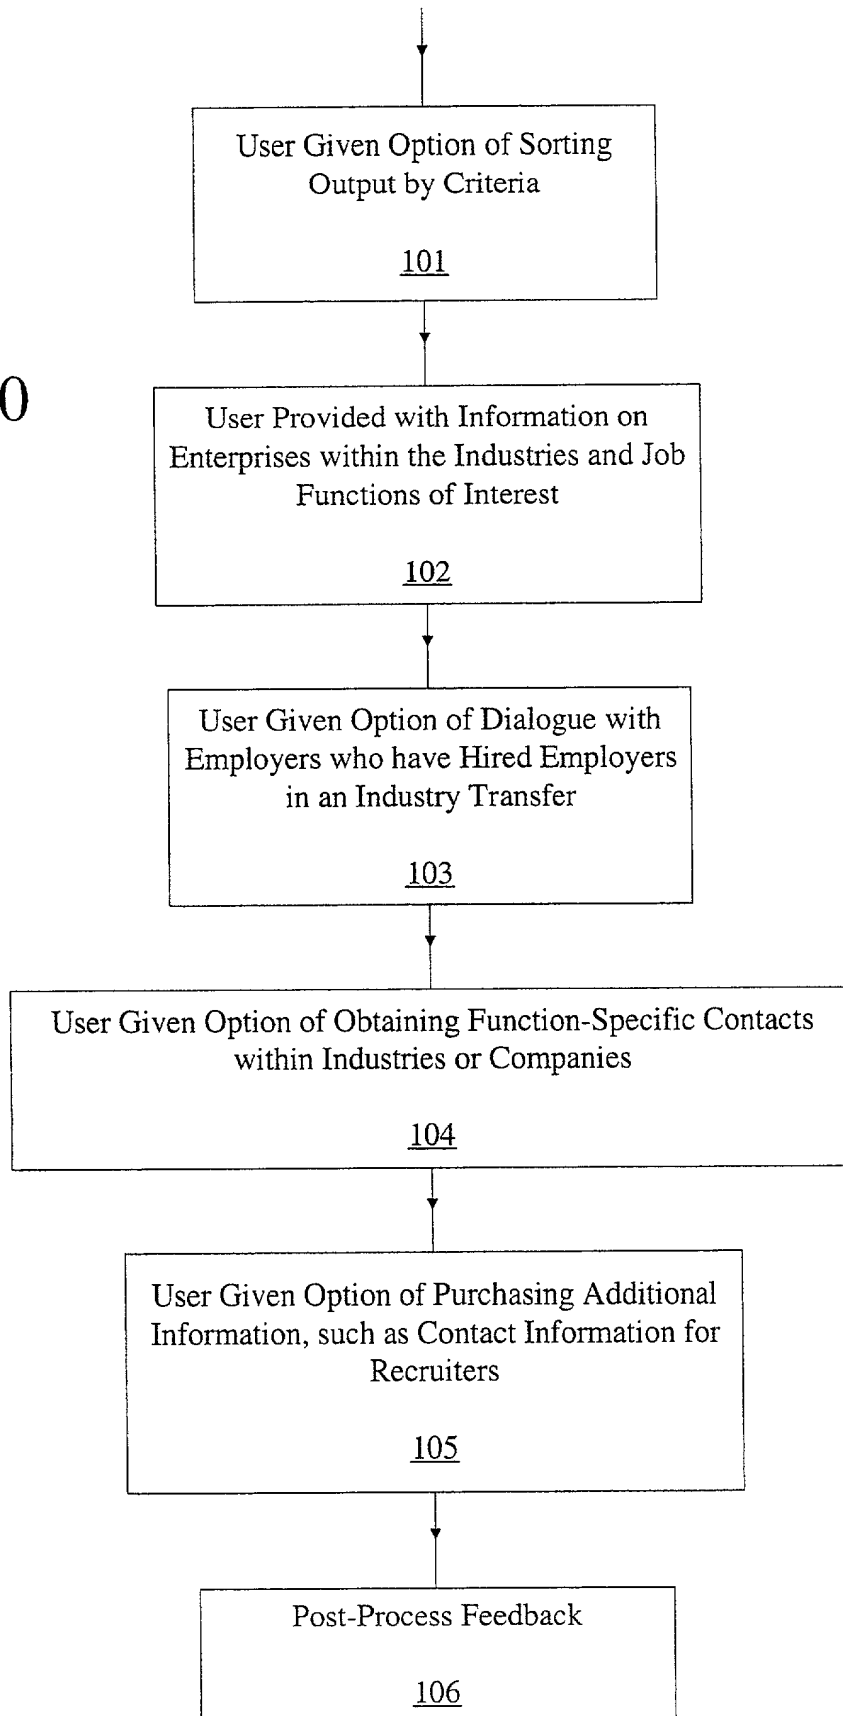 User Given Option of Sorting
Output by Criteria
101
0
User Provided with Information on
Enterprises within the Industries and Job
Functions of Interest
102
User Given Option of Dialogue with
Employers who have Hired Employers
in an Industry Transfer
103
User Given Option of Obtaining Function-Specific Contacts
within Industries or Companies
104
User Given Option of Purchasing Additional
Information, such as Contact Information for
Recruiters
105
Post-Process Feedback
106